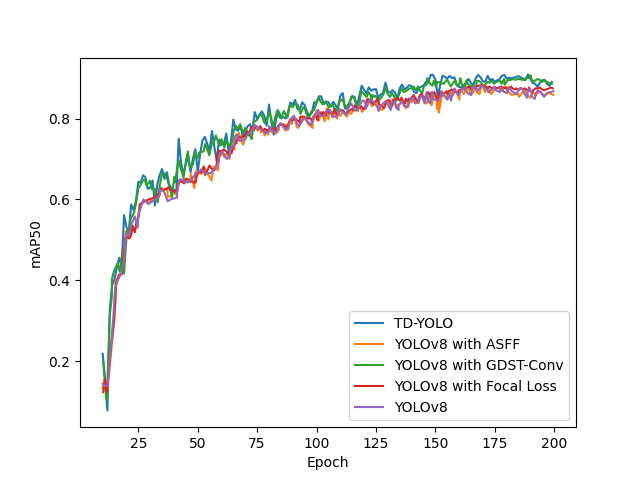 0.8
0.6
0.4
0.2
mAP50
TD-YOLO
YOLOv8 with ASFF
YOLOv8 with GDST-Conv
YOLOv8 with Focal Loss
YOLOv8
25 50 75 100 125 150 175 200
Epoch